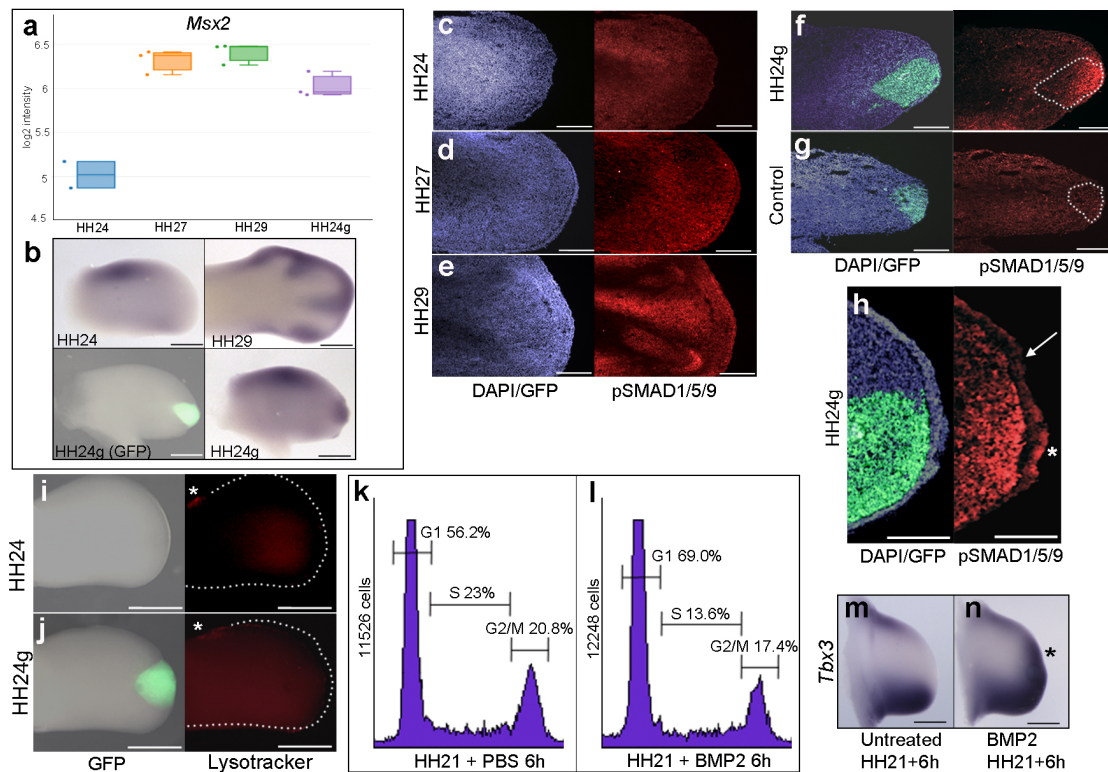 a
Msx2
6.5
6
5.5
5
4.5
log2 intensity
HH24
HH27
HH29
HH24g
b
HH24
HH29
HH24g (GFP)
HH24g
c
HH24
d
HH27
e
HH29
DAPI/GFP
pSMAD1/5/9
f
HH24g
g
Control
DAPI/GFP
pSMAD1/5/9
h
HH24g
*
DAPI/GFP
pSMAD1/5/9
i
HH24
*
j
HH24g
*
GFP
Lysotracker
k
11526 cells
G1 56.2%
S 23%
G2/M 20.8%
HH21 + PBS 6h
l
12248 cells
G1 69.0%
S 13.6%
G2/M 17.4%
HH21 + BMP2 6h
m
Tbx3
n
*
Untreated
HH21+6h
BMP2
HH21+6h